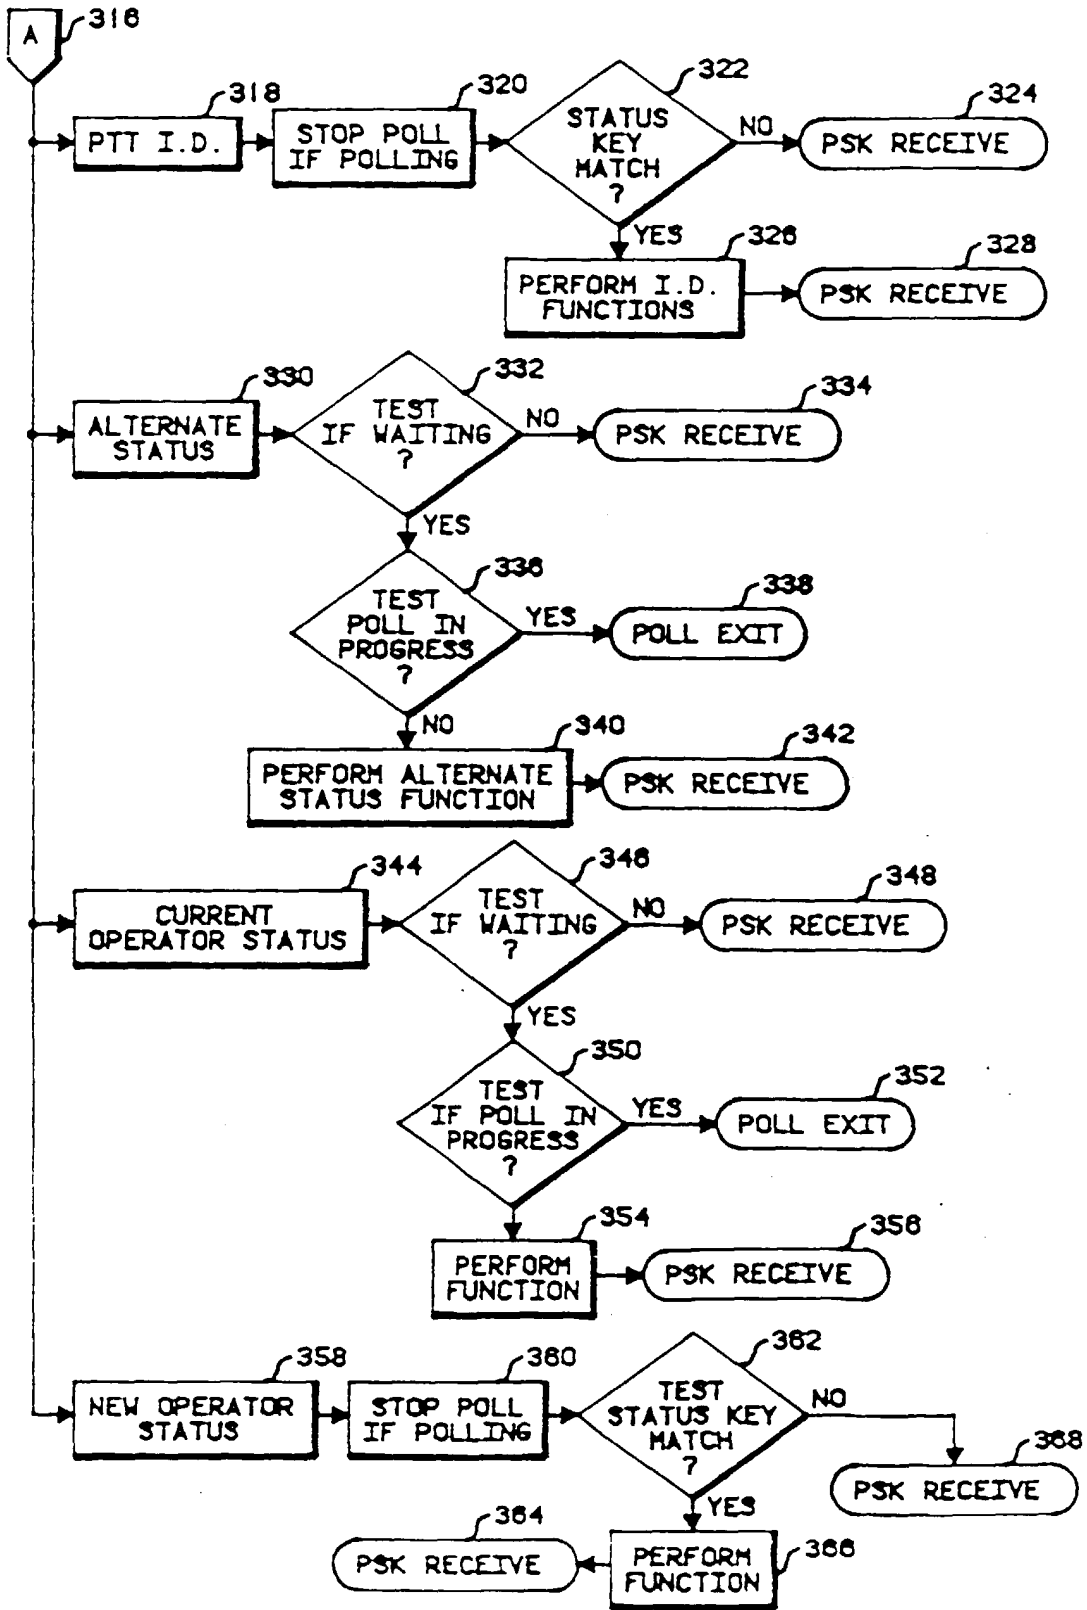 A
316
318
PTT I.D.
320
STOP POLL
IF POLLING
322
STATUS
KEY
MATCH
?
NO
324
PSK RECEIVE
YES
326
PERFORM I.D.
FUNCTIONS
328
PSK RECEIVE
330
ALTERNATE
STATUS
332
TEST
IF WAITING
?
NO
334
PSK RECEIVE
YES
336
TEST
POLL IN
PROGRESS
?
YES
338
POLL EXIT
NO
340
PERFORM ALTERNATE
STATUS FUNCTION
342
PSK RECEIVE
344
CURRENT
OPERATOR STATUS
346
TEST
IF WAITING
?
NO
348
PSK RECEIVE
YES
350
TEST
IF POLL IN
PROGRESS
?
YES
352
POLL EXIT
354
PERFORM
FUNCTION
356
PSK RECEIVE
358
NEW OPERATOR
STATUS
360
STOP POLL
IF POLLING
362
TEST
STATUS KEY
MATCH
?
NO
368
PSK RECEIVE
YES
364
PSK RECEIVE
PERFORM
FUNCTION
366